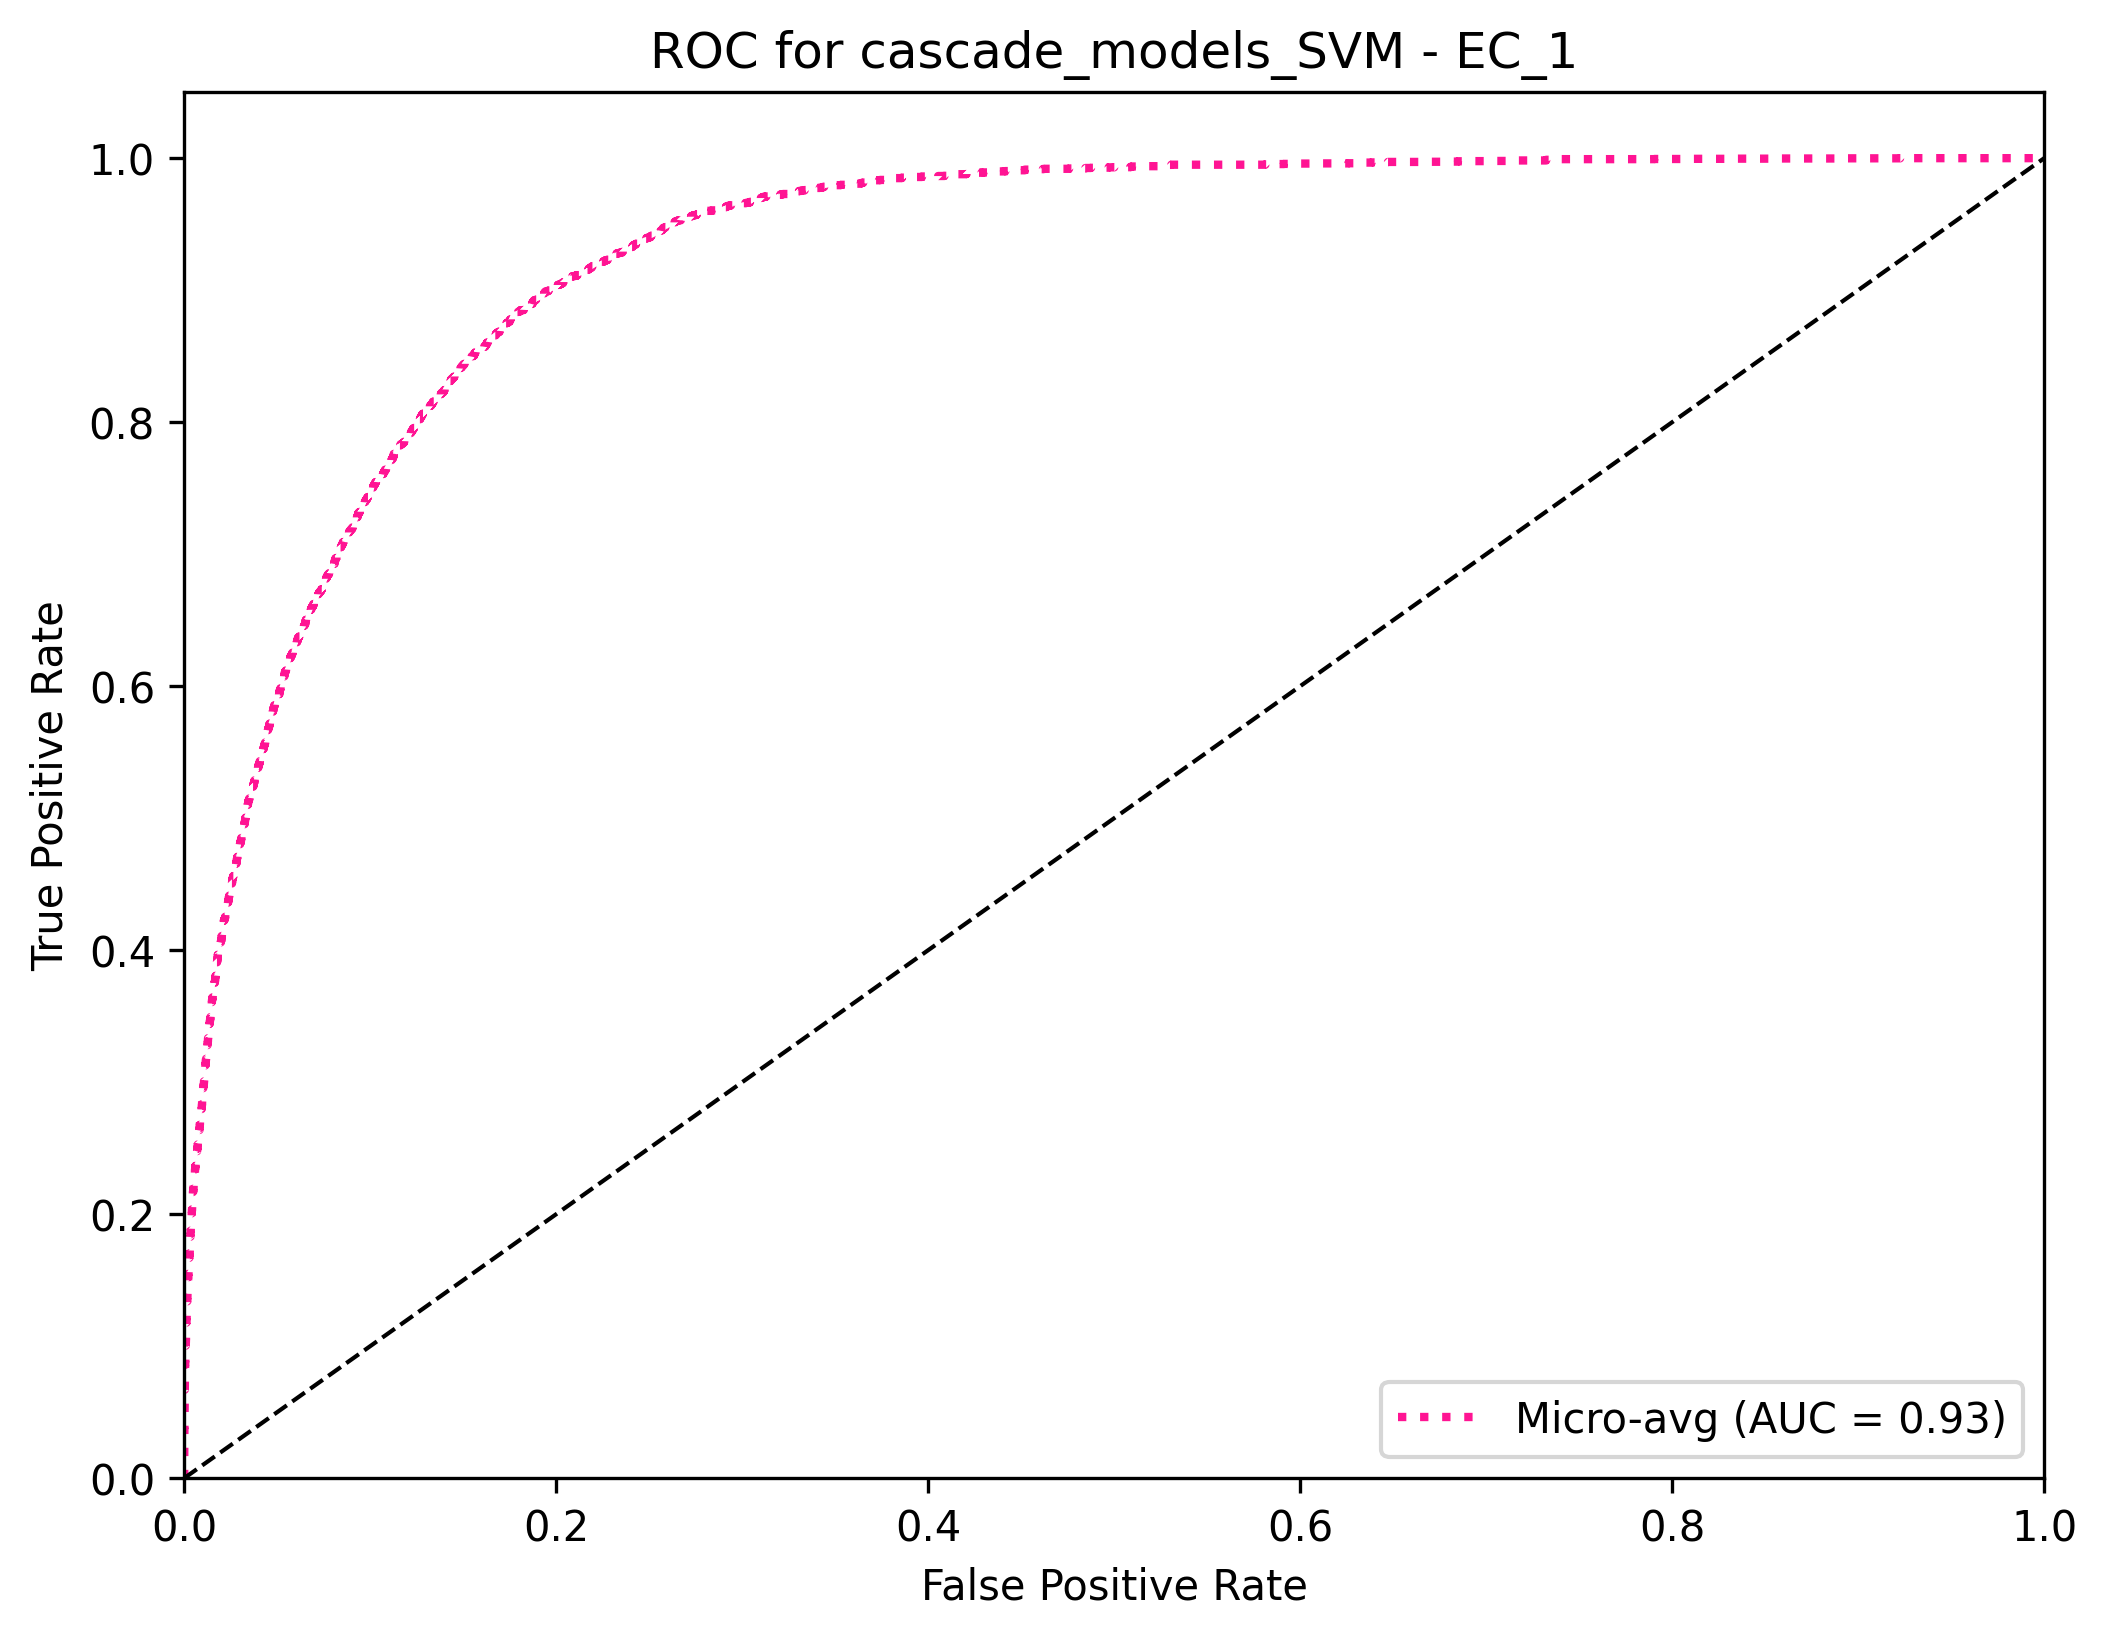 ROC for cascade_models_SVM - EC_1
True Positive Rate
1.0
0.8
0.6
0.4
0.2
0.0
Micro-avg (AUC = 0.93)
0.0 0.2 0.4 0.6 0.8 1.0
False Positive Rate